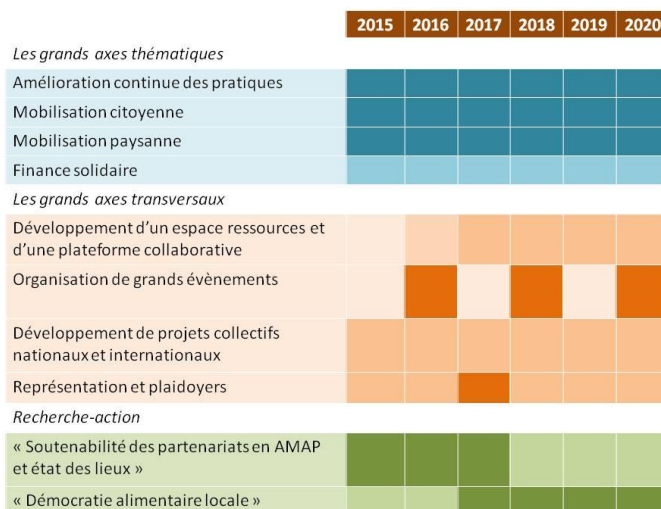 2015 2016 2017 2018 2019 2020
Les grands axes thématiques
Amélioration continue des pratiques
Mobilisation citoyenne
Mobilisation paysanne
Finance solidaire
Les grands axes transversaux
Développement d'un espace ressources et
d'une plateforme collaborative
Organisation de grands évènements
Développement de projets collectifs
nationaux et internationaux
Représentation et plaidoyers
Recherche-action
« Soutenabilité des partenariats en AMAP
et état des lieux »
« Démocratie alimentaire locale »